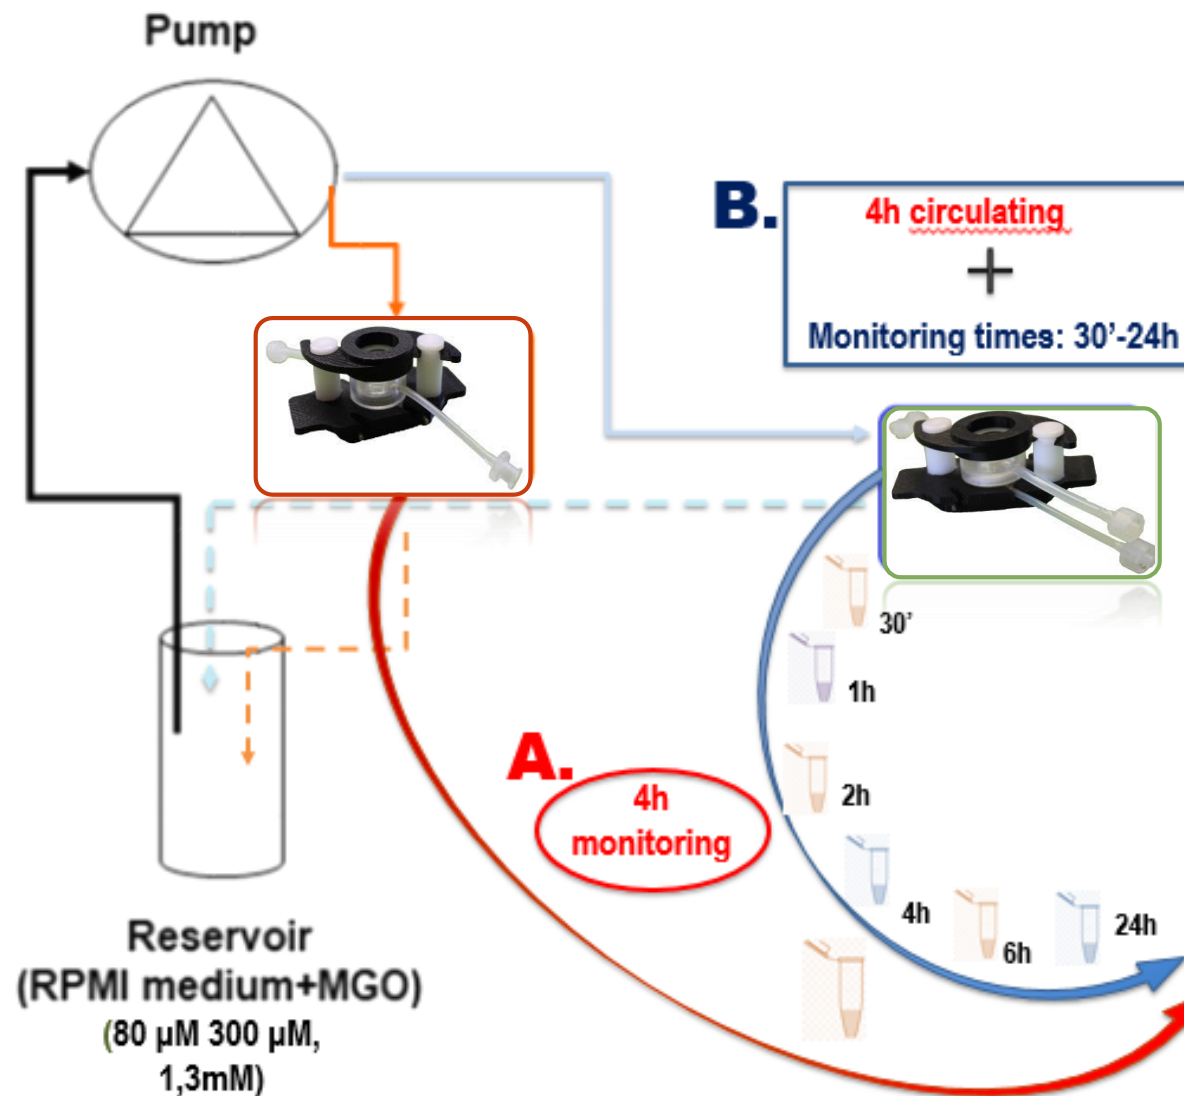 Pump
B.
4h circulating
+
Monitoring times: 30’-24h
30’
1h
2h
4h
6h
24h
A.
4h
monitoring
Reservoir
(RPMI medium+MGO)
(80 µM 300 µM,
1,3mM)